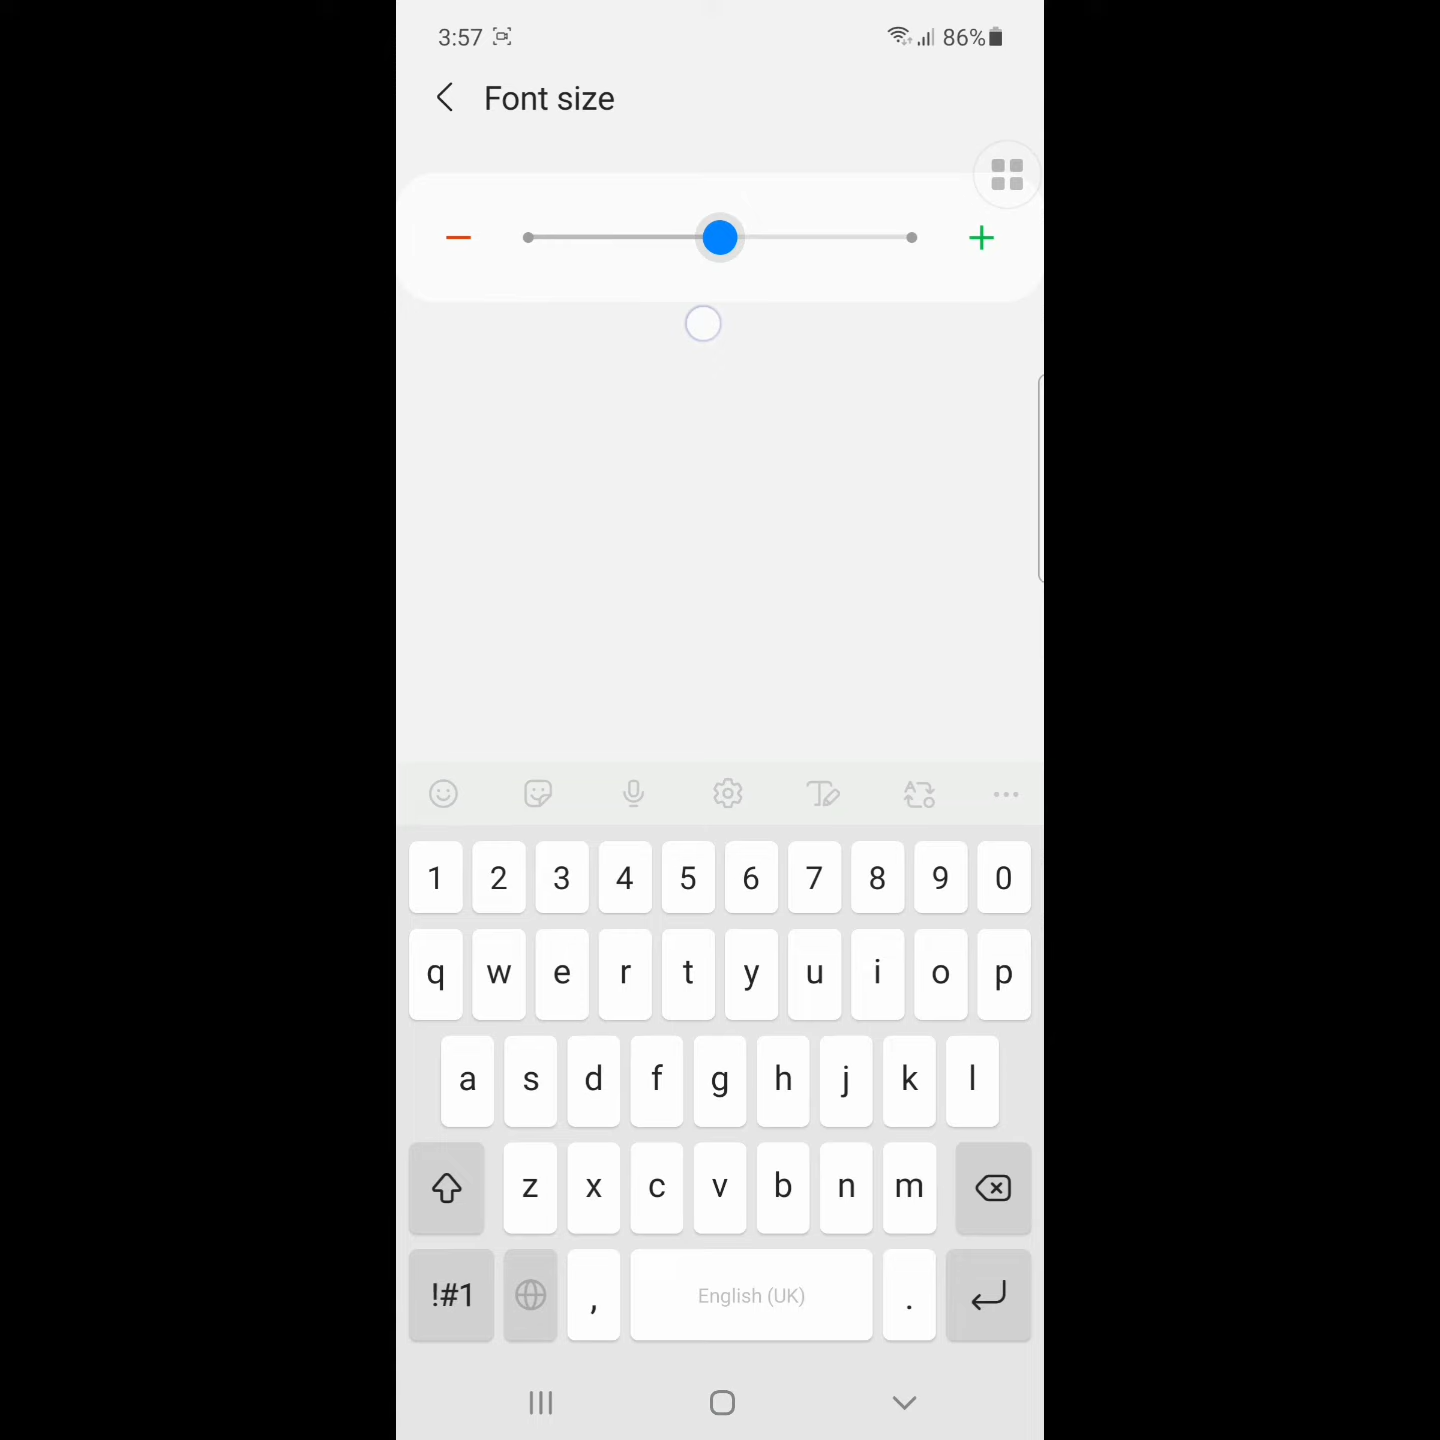 3:57 86%
Font size
1 2 3 4 5 6 7 8 9 0
q w e r t y u i o p
a s d f g h j k l
z x c v b n m
!#1 , English (UK) .